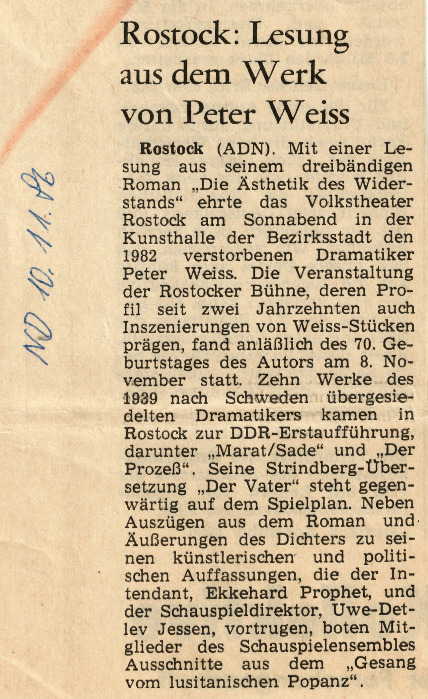 Rostock: Lesung
aus dem Werk
von Peter Weiss
Rostock (ADN). Mit einer Le-
sung aus seinem dreibändigen
Roman „Die Ästhetik des Wider-
stands“ ehrte das Volkstheater
Rostock am Sonnabend in der
Kunsthalle der Bezirksstadt den
1982 verstorbenen Dramatiker
Peter Weiss. Die Veranstaltung
der Rostocker Bühne, deren Pro-
fil seit zwei Jahrzehnten auch
Inszenierungen von Weiss-Stücken
prägen, fand anläßlich des 70. Ge-
burtstages des Autors am 8. No-
vember statt. Zehn Werke des
1939 nach Schweden übergesie-
delten Dramatikers kamen in
Rostock zur DDR-Erstaufführung,
darunter „Marat/Sade“ und „Der
Prozeß“. Seine Strindberg-Über-
setzung „Der Vater“ steht gegen-
wärtig auf dem Spielplan. Neben
Auszügen aus dem Roman und
Äußerungen des Dichters zu sei-
nen künstlerischen und politi-
schen Auffassungen, die der In-
tendant, Ekkehard Prophet, und
der Schauspieldirektor, Uwe-Det-
lev Jessen, vortrugen, boten Mit-
glieder des Schauspielensembles
Ausschnitte aus dem „Gesang
vom lusitanischen Popanz“.
ND 10. 11. 86